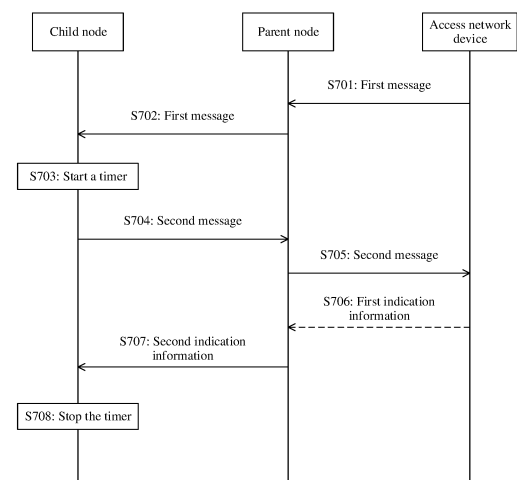 Child node
Parent node
Access network
device
S701: First message
S702: First message
S703: Start a timer
S704: Second message
S705: Second message
S706: First indication
information
S707: Second indication
information
S708: Stop the timer